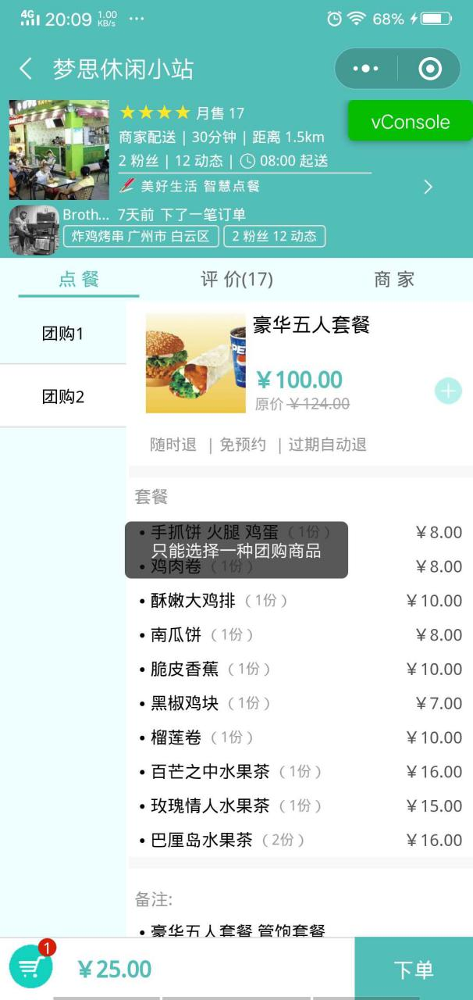 4G 20:09 1.00 KB/s ··· 68%
梦思休闲小站
vConsole
月售 17
商家配送 | 30分钟 | 距离 1.5km
2 粉丝 | 12 动态 | 08:00 起送
美好生活 智慧点餐
Broth... 7天前 下了一笔订单
炸鸡烤串 广州市 白云区 2 粉丝 12 动态
点 餐 评 价(17) 商 家
团购1
团购2
豪华五人套餐
￥100.00
原价 ￥124.00
随时退 | 免预约 | 过期自动退
套餐
• 手抓饼 火腿 鸡蛋（1份） ￥8.00
只能选择一种团购商品
• 鸡肉卷（1份） ￥8.00
• 酥嫩大鸡排（1份） ￥10.00
• 南瓜饼（1份） ￥8.00
• 脆皮香蕉（1份） ￥10.00
• 黑椒鸡块（1份） ￥7.00
• 榴莲卷（1份） ￥10.00
• 百芒之中水果茶（1份） ￥16.00
• 玫瑰情人水果茶（1份） ￥15.00
• 巴厘岛水果茶（2份） ￥16.00
备注:
• 豪华五人套餐 管饱套餐
1
￥25.00
下单